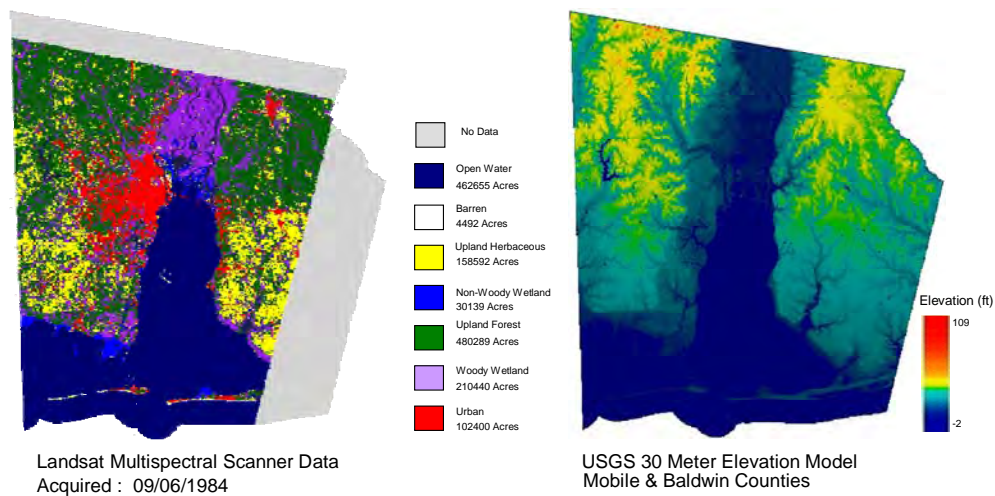 No Data
Open Water
462655 Acres
Barren
4492 Acres
Upland Herbaceous
158592 Acres
Non-Woody Wetland
30139 Acres
Upland Forest
480289 Acres
Woody Wetland
210440 Acres
Urban
102400 Acres
Elevation (ft)
109
-2
Landsat Multispectral Scanner Data
Acquired : 09/06/1984
USGS 30 Meter Elevation Model
Mobile & Baldwin Counties